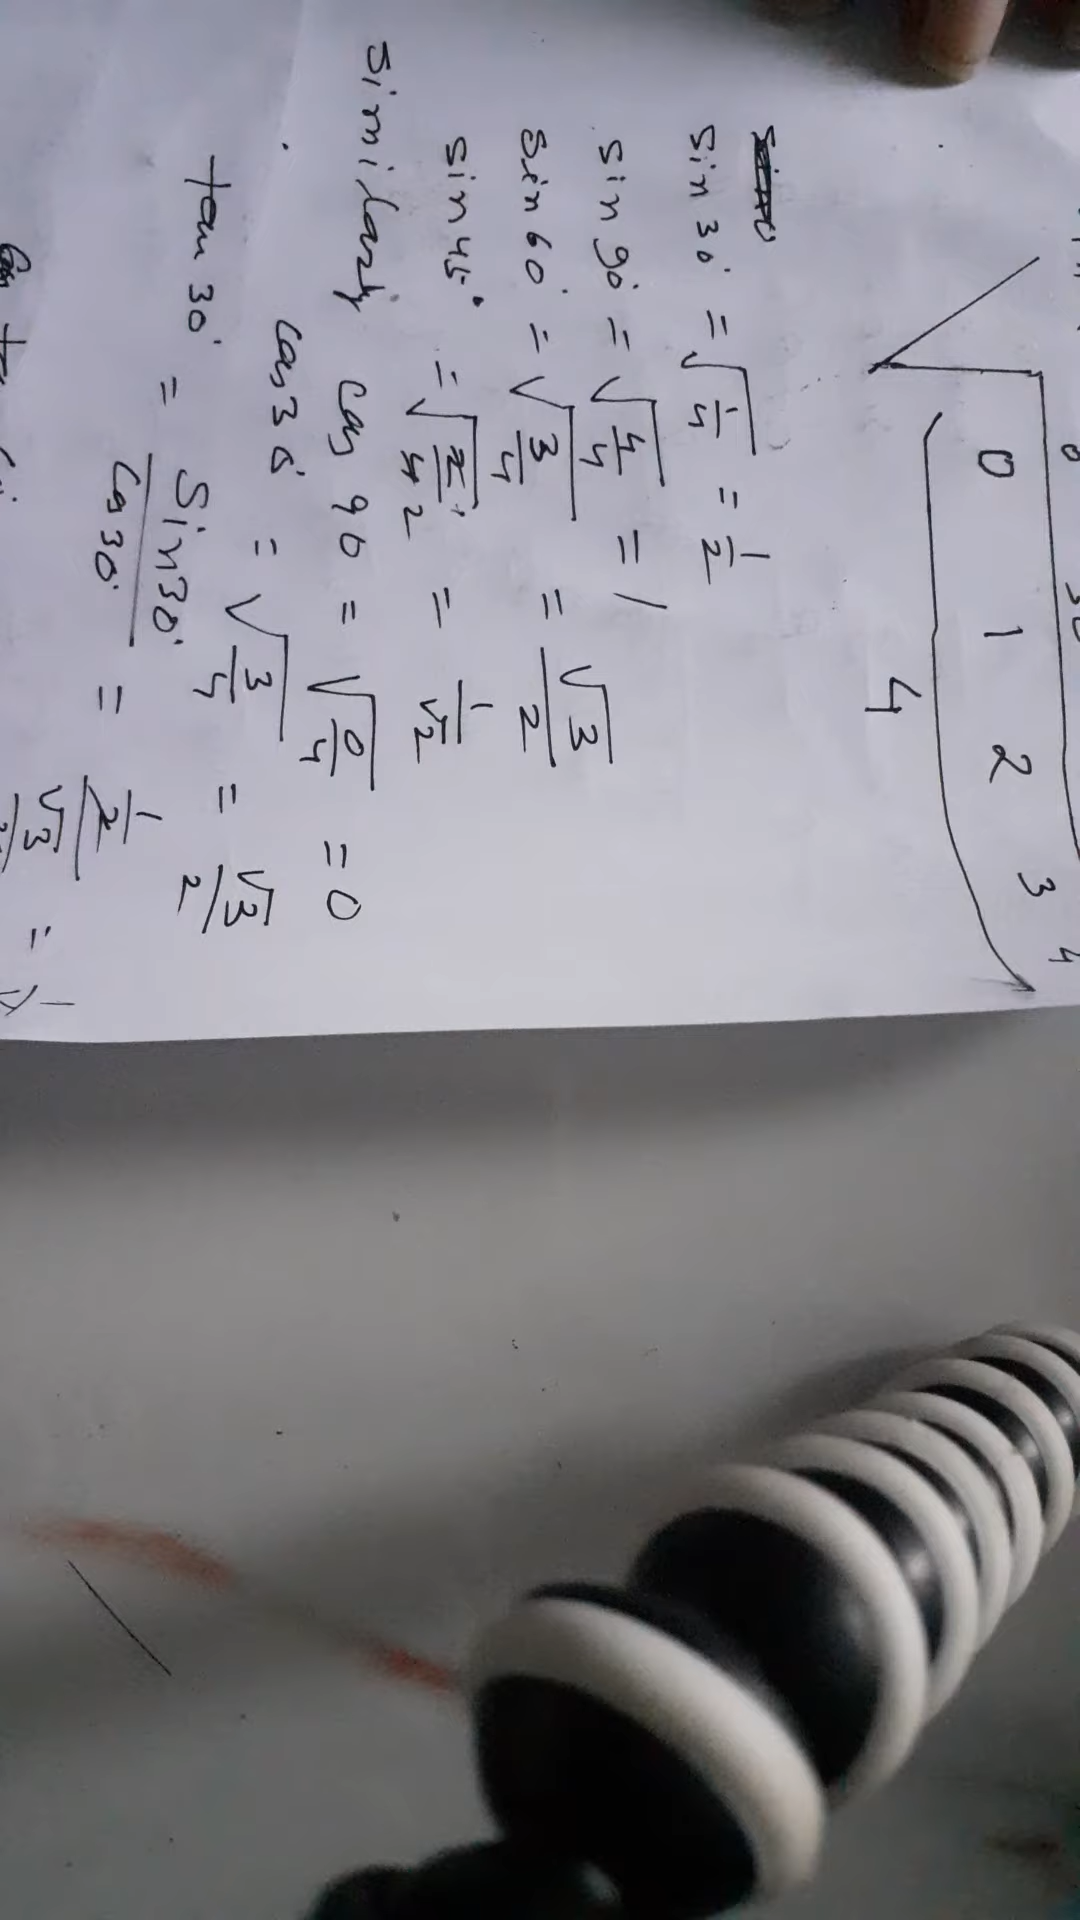 0 1 2 3 4
4
sin 30° = √1/4 = 1/2
sin 90° = √4/4 = 1
sin 60° = √3/4 = √3/2
sin 45° = √2/4 = 1/√2
Similarly cos 90 = √0/4 = 0
cos 30° = √3/4 = √3/2
tan 30° = sin 30° / cos 30° = 1/2 / √3/2 =